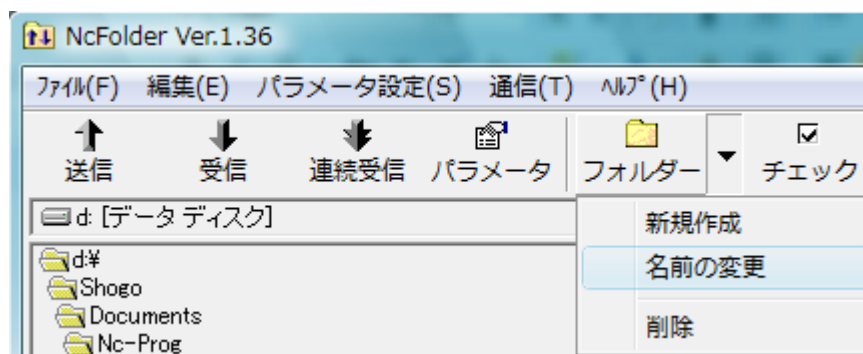 NcFolder Ver.1.36
ﾌｧｲﾙ(F) 編集(E) パラメータ設定(S) 通信(T) ﾍﾙﾌﾟ(H)
送信 受信 連続受信 パラメータ フォルダー チェック
d: [データ ディスク]
新規作成
d:¥
名前の変更
Shogo
Documents
削除
Nc-Prog